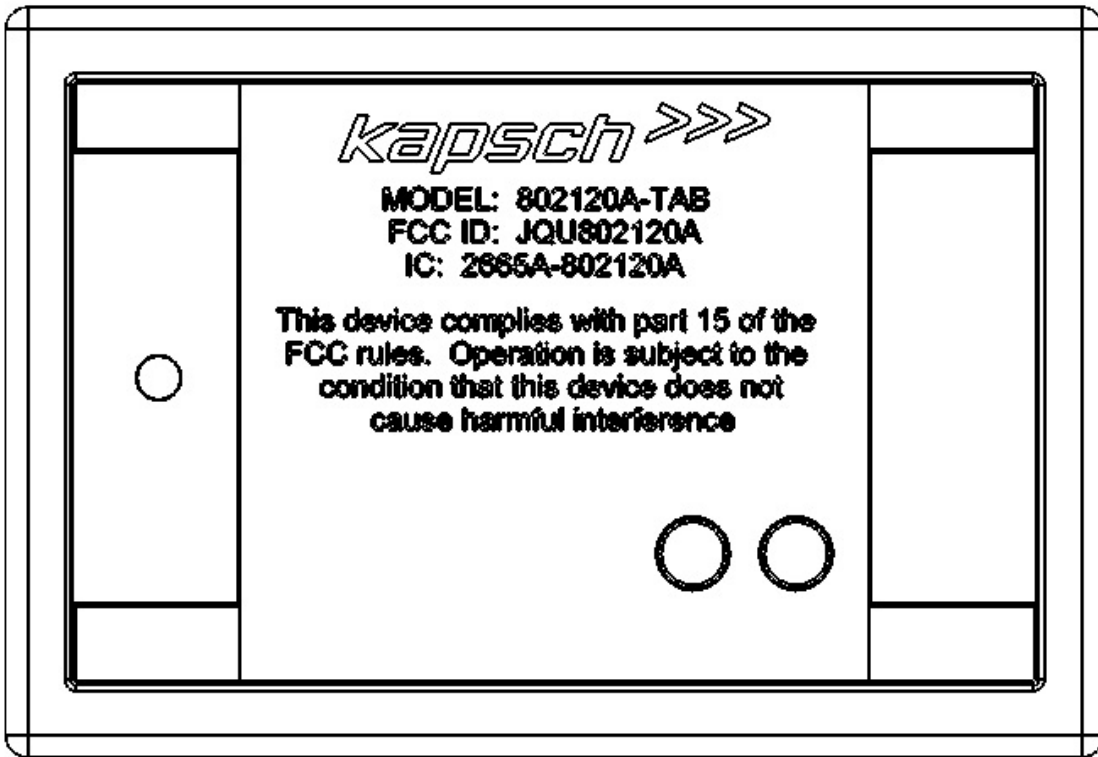 kapsch >>>
MODEL: 802120A-TAB
FCC ID: JQU802120A
IC: 2665A-802120A
This device complies with part 15 of the
FCC rules. Operation is subject to the
condition that this device does not
cause harmful interference